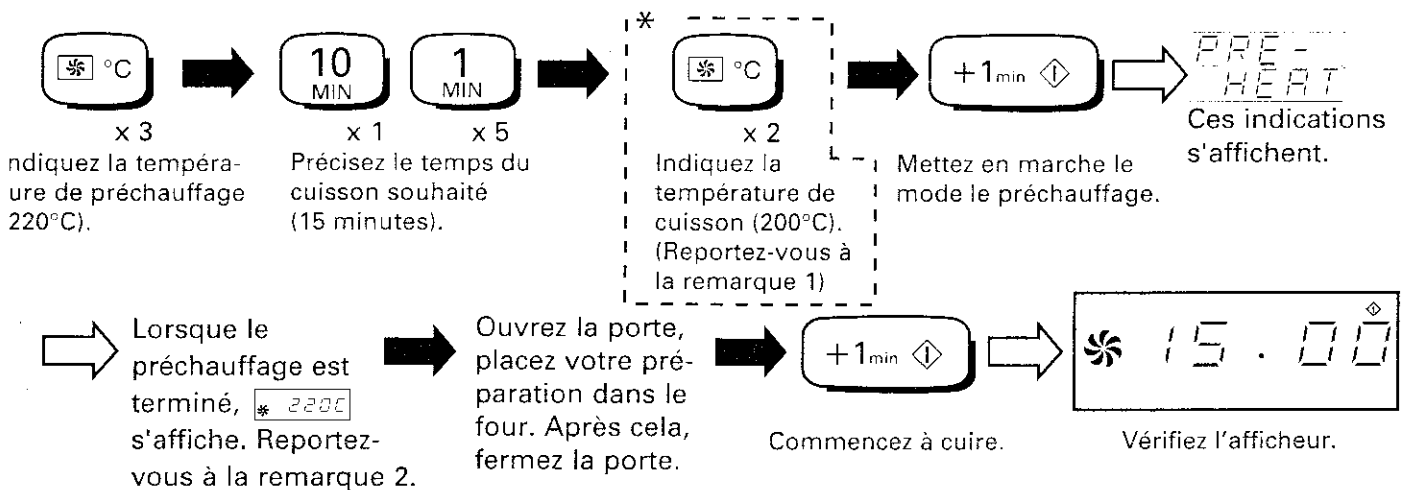 *
°C
x 3
ndiquez la tempéra-
ure de préchauffage
220°C).
10
MIN
x 1
1
MIN
x 5
Précisez le temps du
cuisson souhaité
(15 minutes).
°C
x 2
Indiquez la
température de
cuisson (200°C).
(Reportez-vous à
la remarque 1)
+1min
Mettez en marche le
mode le préchauffage.
PRE-
HEAT
Ces indications
s'affichent.
Lorsque le
préchauffage est
terminé, 220C
s'affiche. Reportez-
vous à la remarque 2.
Ouvrez la porte,
placez votre pré-
paration dans le
four. Après cela,
fermez la porte.
+1min
Commencez à cuire.
15.00
Vérifiez l'afficheur.